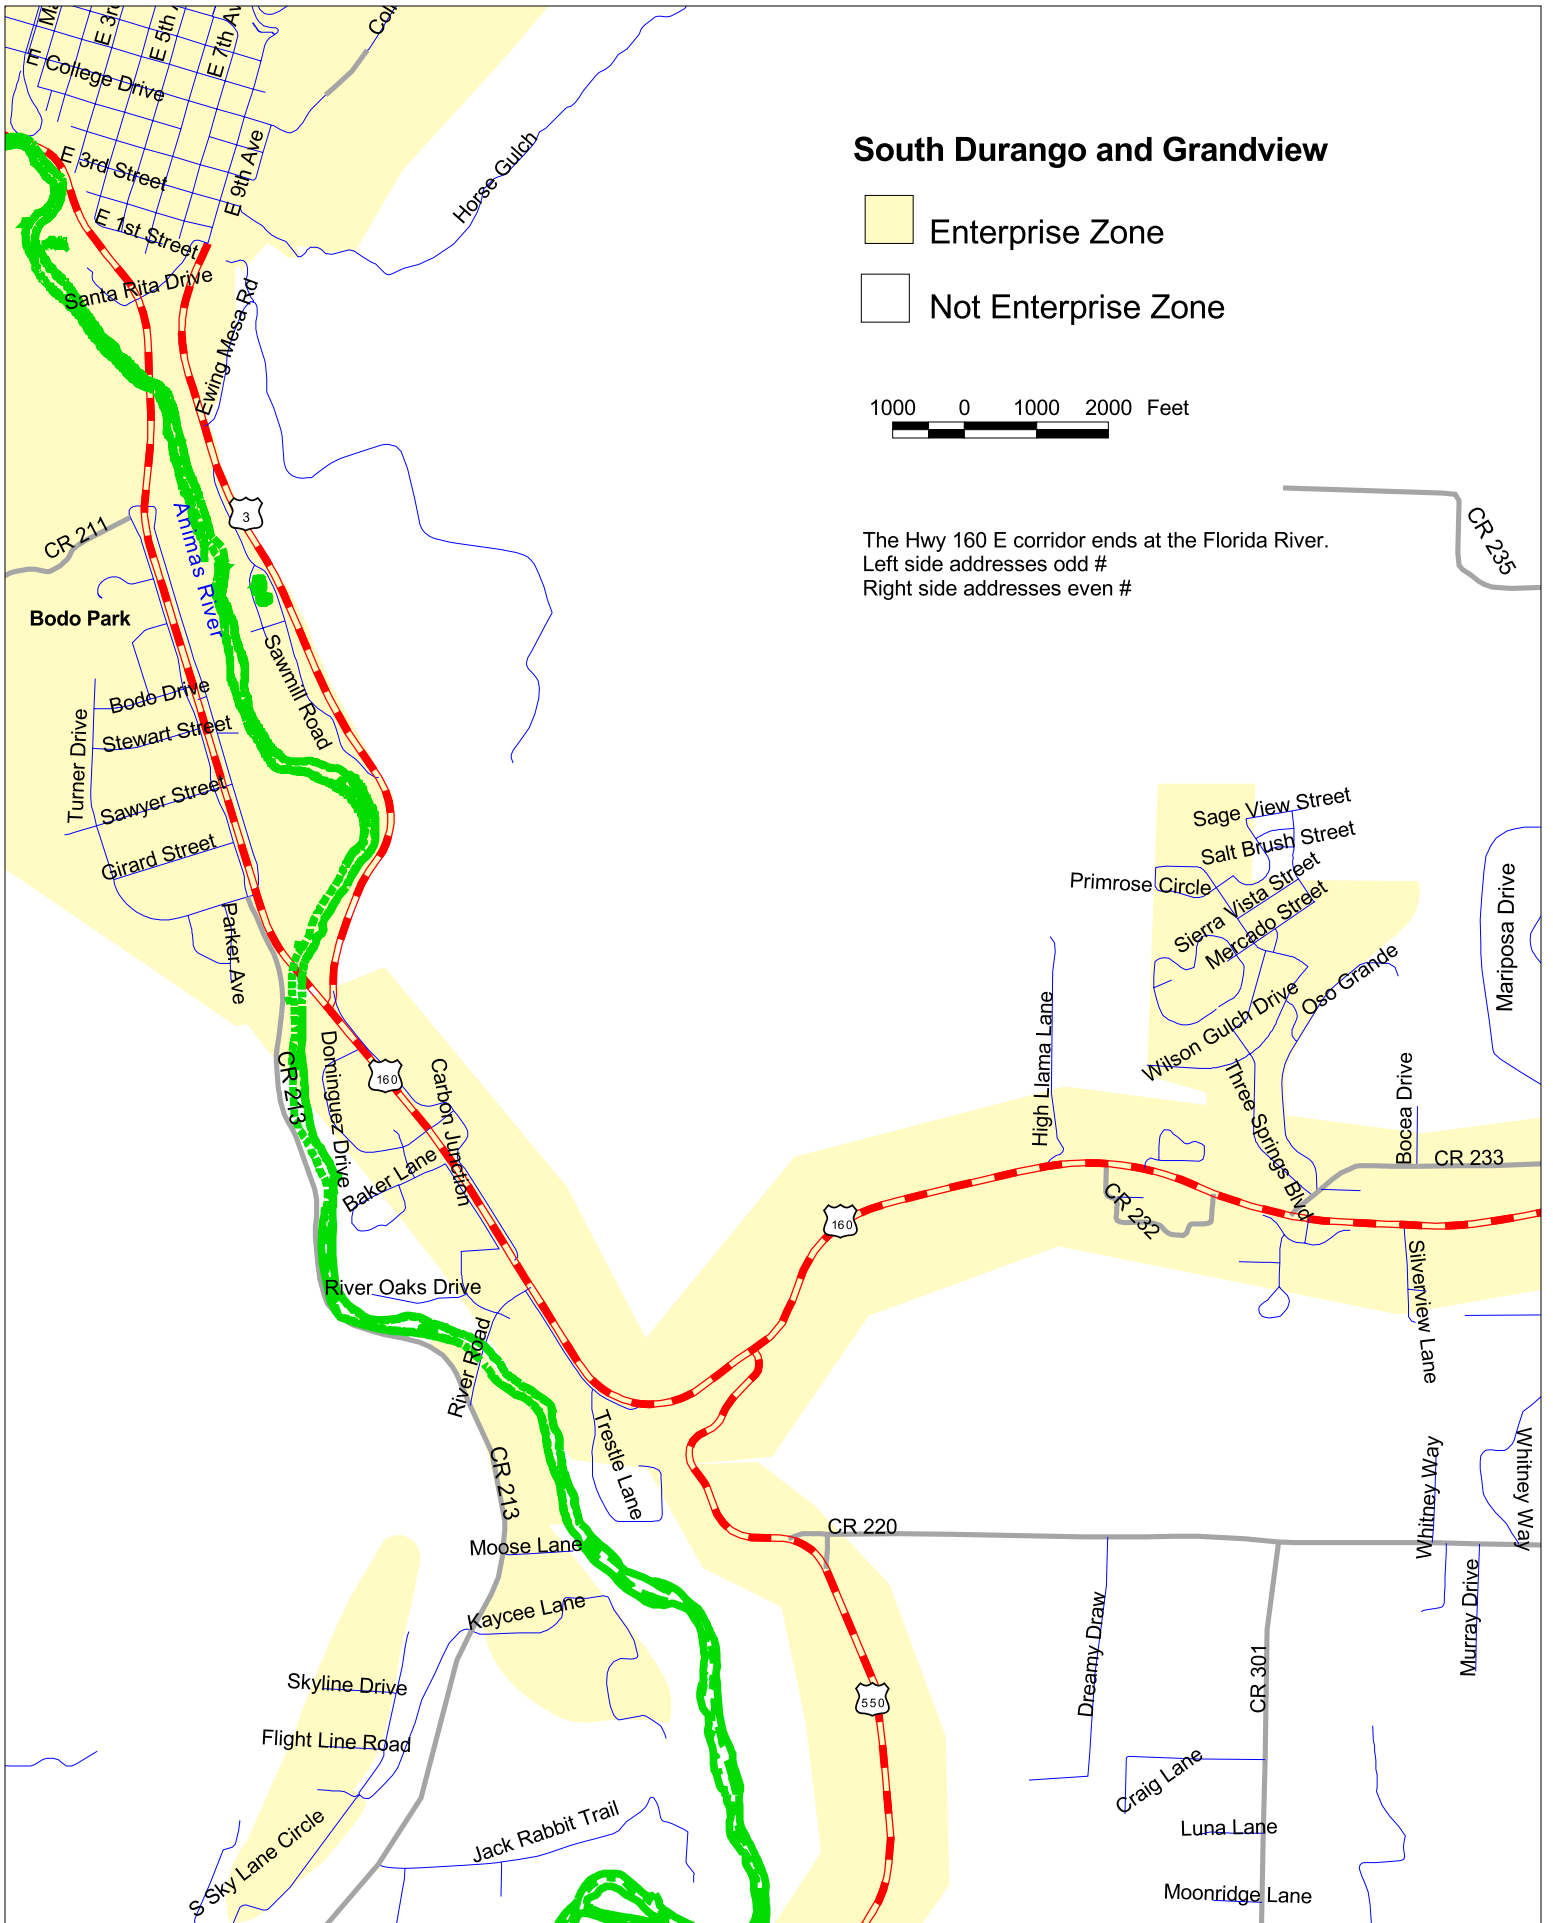 E 5th
E 7th Av
E College Drive
E 3rd Street
E 9th Ave
E 1st Street
Santa Rita Drive
Horse Gulch
Ewing Mesa Rd
South Durango and Grandview
Enterprise Zone
Not Enterprise Zone
1000 0 1000 2000 Feet
The Hwy 160 E corridor ends at the Florida River.
Left side addresses odd #
Right side addresses even #
CR 235
3
CR 211
Animas River
Bodo Park
Sawmill Road
Bodo Drive
Stewart Street
Turner Drive
Sawyer Street
Girard Street
Parker Ave
Sage View Street
Salt Brush Street
Primrose Circle
Sierra Vista Street
Mercado Street
Mariposa Drive
Oso Grande
Wilson Gulch Drive
High Llama Lane
Three Springs Blvd
Bocea Drive
CR 233
CR 213
Dominguez Drive
160
Carbon Junction
Baker Lane
160
CR 232
River Oaks Drive
Silverview Lane
River Road
Trestle Lane
CR 213
Whitney Way
Whitney Way
CR 220
Moose Lane
Kaycee Lane
Murray Drive
Dreamy Draw
CR 301
Skyline Drive
550
Flight Line Road
Craig Lane
S Sky Lane Circle
Jack Rabbit Trail
Luna Lane
Moonridge Lane